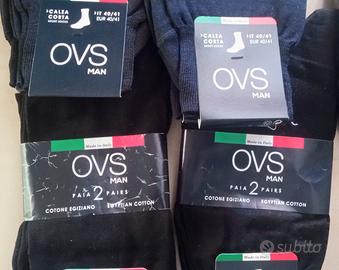 CALZA CORTA
SHORT SOCKS
IT 40/41
EUR 40/41
OVS
MAN
CALZA CORTA
SHORT SOCKS
IT 40/41
EUR 40/41
OVS
MAN
Made in Italy
OVS
MAN
PAIA 2 PAIRS
COTONE EGIZIANO EGYPTIAN COTTON
Made in Italy
OVS
MAN
PAIA 2 PAIRS
COTONE EGIZIANO EGYPTIAN COTTON
subito